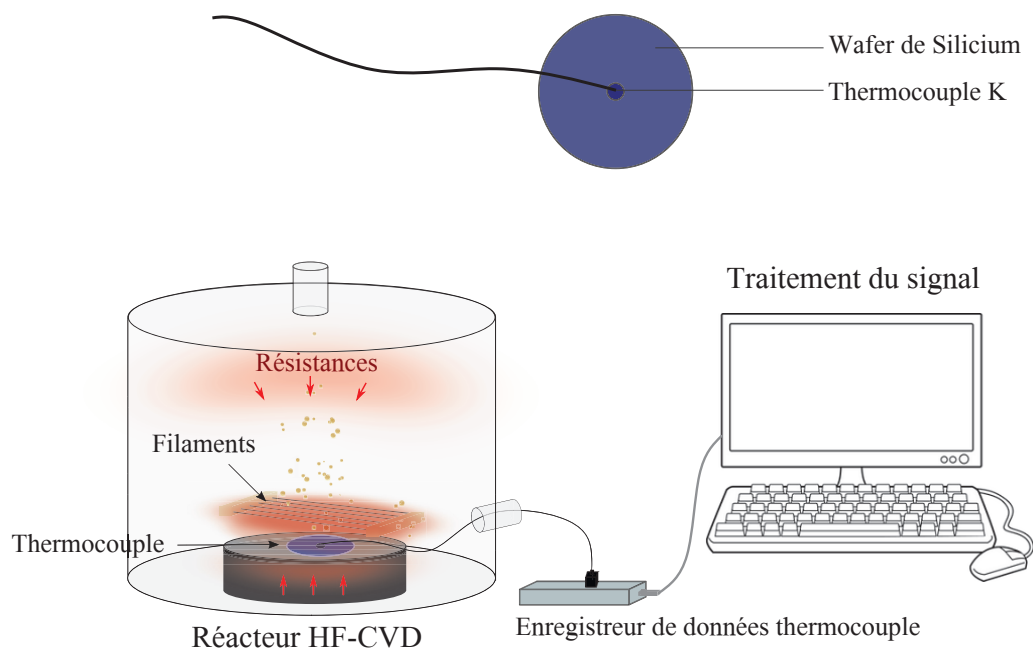 Wafer de Silicium
Thermocouple K
Traitement du signal
Résistances
Filaments
Thermocouple
Réacteur HF-CVD
Enregistreur de données thermocouple